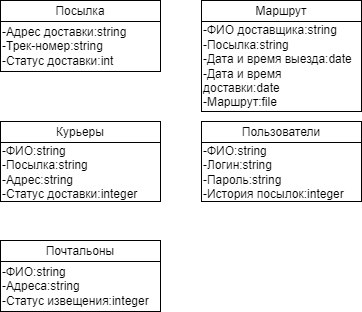 Посылка
-Адрес доставки:string
-Трек-номер:string
-Статус доставки:int
Маршрут
-ФИО доставщика:string
-Посылка:string
-Дата и время выезда:date
-Дата и время
доставки:date
-Маршрут:file
Курьеры
-ФИО:string
-Посылка:string
-Адрес:string
-Статус доставки:integer
Пользователи
-ФИО:string
-Логин:string
-Пароль:string
-История посылок:integer
Почтальоны
-ФИО:string
-Адреса:string
-Статус извещения:integer